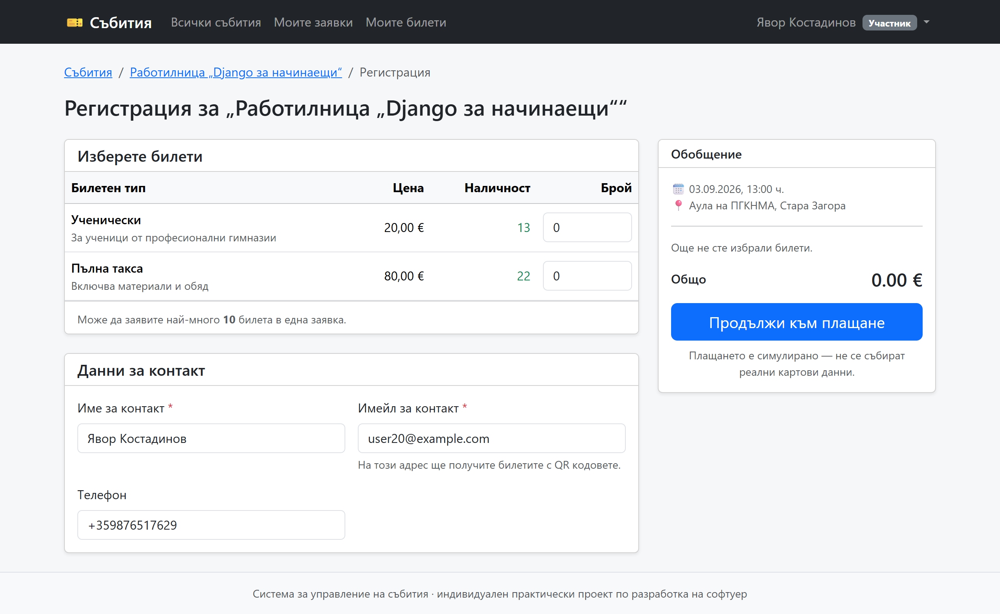 Събития Всички събития Моите заявки Моите билети Явор Костадинов Участник
Събития / Работилница „Django за начинаещи“ / Регистрация
Регистрация за „Работилница „Django за начинаещи““
Изберете билети
Билетен тип Цена Наличност Брой
Ученически
За ученици от професионални гимназии
20,00 € 13 0
Пълна такса
Включва материали и обяд
80,00 € 22 0
Може да заявите най-много 10 билета в една заявка.
Данни за контакт
Име за контакт * Имейл за контакт *
Явор Костадинов user20@example.com
На този адрес ще получите билетите с QR кодовете.
Телефон
+359876517629
Обобщение
03.09.2026, 13:00 ч.
Аула на ПГКНМА, Стара Загора
Още не сте избрали билети.
Общо 0.00 €
Продължи към плащане
Плащането е симулирано — не се събират
реални картови данни.
Система за управление на събития · индивидуален практически проект по разработка на софтуер